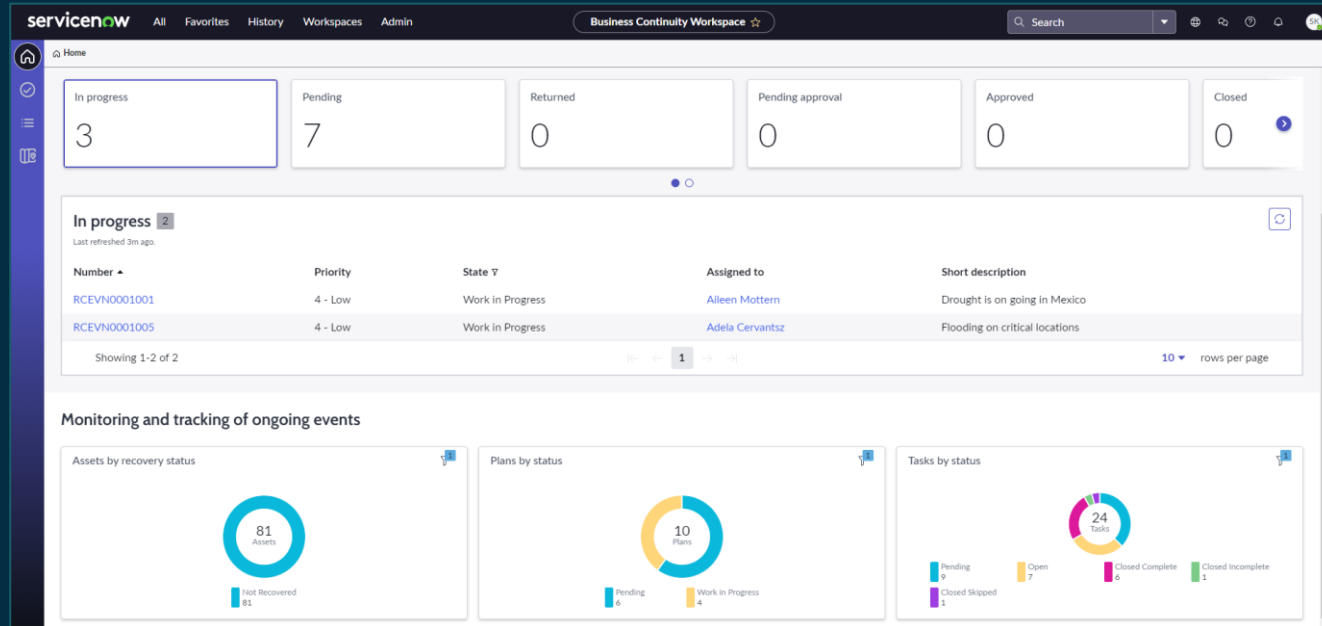 servicenow All Favorites History Workspaces Admin Business Continuity Workspace Search SK
Home
In progress Pending Returned Pending approval Approved Closed
3 7 0 0 0 0
In progress 2
Last refreshed 3m ago.
Number Priority State Assigned to Short description
RCEVN0001001 4 - Low Work in Progress Aileen Mottern Drought is on going in Mexico
RCEVN0001005 4 - Low Work in Progress Adela Cervantsz Flooding on critical locations
Showing 1-2 of 2 1 10 rows per page
Monitoring and tracking of ongoing events
Assets by recovery status 1
81
Assets
Not Recovered
81
Plans by status 1
10
Plans
Pending Work in Progress
6 4
Tasks by status 1
24
Tasks
Pending Open Closed Complete Closed Incomplete
9 7 6 1
Closed Skipped
1